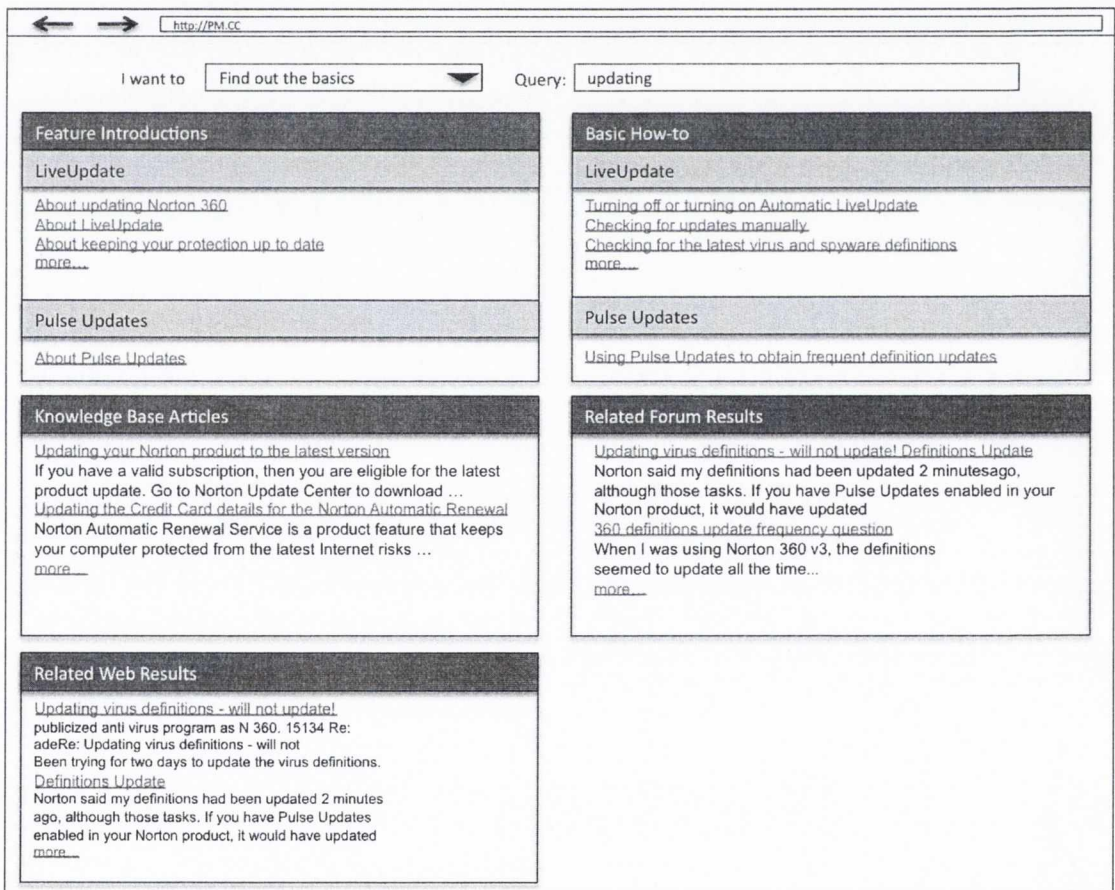 http://PM.CC
I want to Find out the basics Query: updating
Feature Introductions
LiveUpdate
About updating Norton 360
About LiveUpdate
About keeping your protection up to date
more...
Pulse Updates
About Pulse Updates
Basic How-to
LiveUpdate
Turning off or turning on Automatic LiveUpdate
Checking for updates manually
Checking for the latest virus and spyware definitions
more...
Pulse Updates
Using Pulse Updates to obtain frequent definition updates
Knowledge Base Articles
Updating your Norton product to the latest version
If you have a valid subscription, then you are eligible for the latest
product update. Go to Norton Update Center to download ...
Updating the Credit Card details for the Norton Automatic Renewal
Norton Automatic Renewal Service is a product feature that keeps
your computer protected from the latest Internet risks ...
more...
Related Forum Results
Updating virus definitions - will not update! Definitions Update
Norton said my definitions had been updated 2 minutesago,
although those tasks. If you have Pulse Updates enabled in your
Norton product, it would have updated
360 definitions update frequency question
When I was using Norton 360 v3, the definitions
seemed to update all the time...
more...
Related Web Results
Updating virus definitions - will not update!
publicized anti virus program as N 360. 15134 Re:
adeRe: Updating virus definitions - will not
Been trying for two days to update the virus definitions.
Definitions Update
Norton said my definitions had been updated 2 minutes
ago, although those tasks. If you have Pulse Updates
enabled in your Norton product, it would have updated
more...